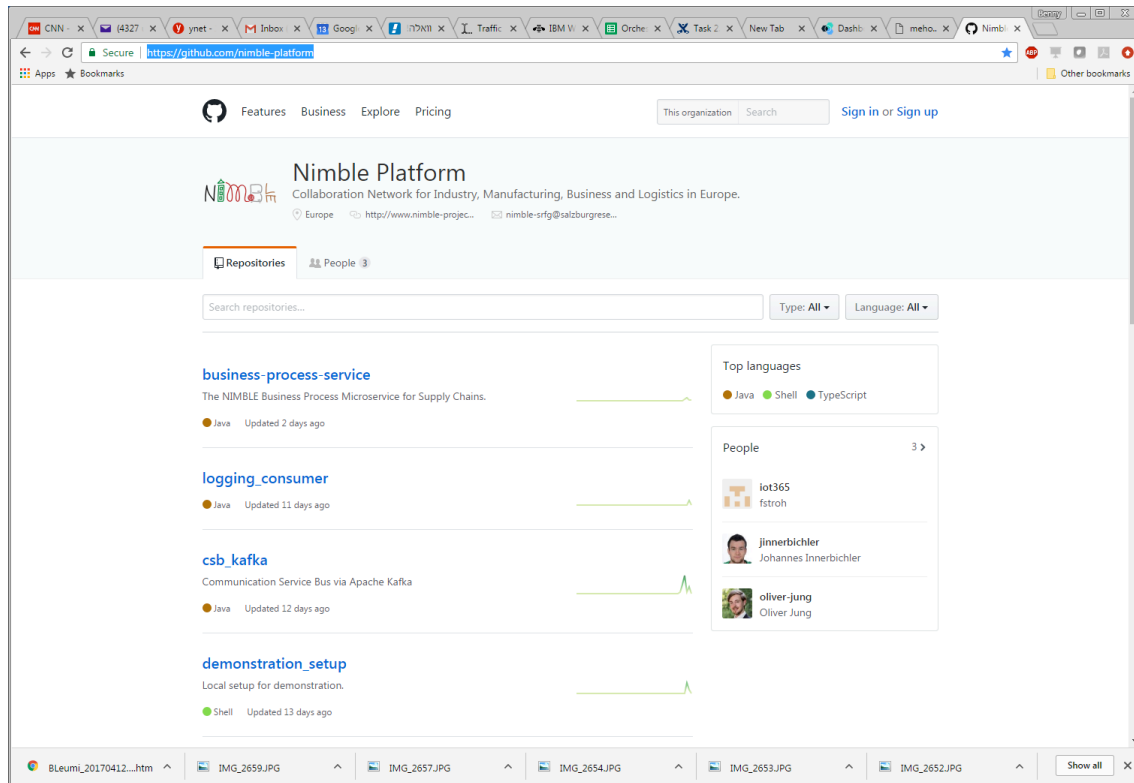 Benny
CNN -
(4327
ynet -
Inbox
13 Googl
וואלה!
Traffic
IBM W
Orche
Task 2
New Tab
Dashb
meho..
Nimbl
Secure
https://github.com/nimble-platform
ABP
Apps
Bookmarks
Other bookmarks
Features Business Explore Pricing
This organization Search
Sign in or Sign up
NIMBLE
Nimble Platform
Collaboration Network for Industry, Manufacturing, Business and Logistics in Europe.
Europe http://www.nimble-projec... nimble-srfg@salzburgrese...
Repositories People 3
Search repositories...
Type: All Language: All
business-process-service
The NIMBLE Business Process Microservice for Supply Chains.
Java Updated 2 days ago
logging_consumer
Java Updated 11 days ago
csb_kafka
Communication Service Bus via Apache Kafka
Java Updated 12 days ago
demonstration_setup
Local setup for demonstration.
Shell Updated 13 days ago
Top languages
Java Shell TypeScript
People 3
iot365
fstroh
jinnerbichler
Johannes Innerbichler
oliver-jung
Oliver Jung
BLeumi_20170412....htm
IMG_2659.JPG
IMG_2657.JPG
IMG_2654.JPG
IMG_2653.JPG
IMG_2652.JPG
Show all